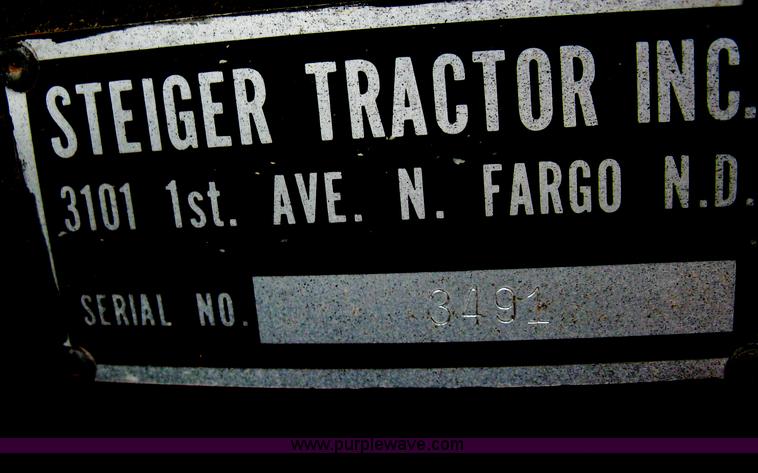 STEIGER TRACTOR INC.
3101 1st. AVE. N. FARGO N.D.
SERIAL NO. 3491
www.purplewave.com